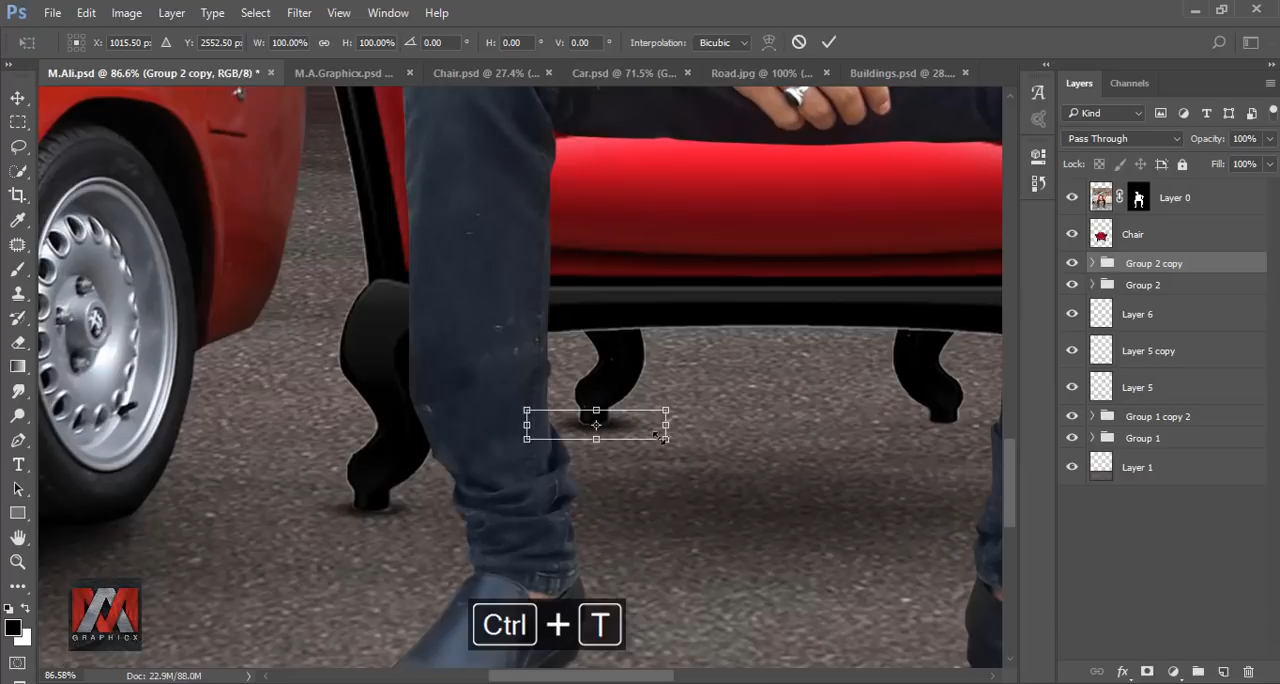 Ps File Edit Image Layer Type Select Filter View Window Help
X: 1015.50 px Y: 2552.50 px W: 100.00% H: 100.00% 0.00 ° H: 0.00 ° V: 0.00 ° Interpolation: Bicubic
M.Ali.psd @ 86.6% (Group 2 copy, RGB/8) * × M.A.Graphicx.psd ... × Chair.psd @ 27.4% (... × Car.psd @ 71.5% (G... × Road.jpg @ 100% (... × Buildings.psd @ 28.... ×
Layers Channels
Kind
Pass Through Opacity: 100%
Lock: Fill: 100%
Layer 0
Chair
Group 2 copy
Group 2
Layer 6
Layer 5 copy
Layer 5
Group 1 copy 2
Group 1
Layer 1
GRAPHICX
Ctrl + T
86.58% Doc: 22.9M/88.0M